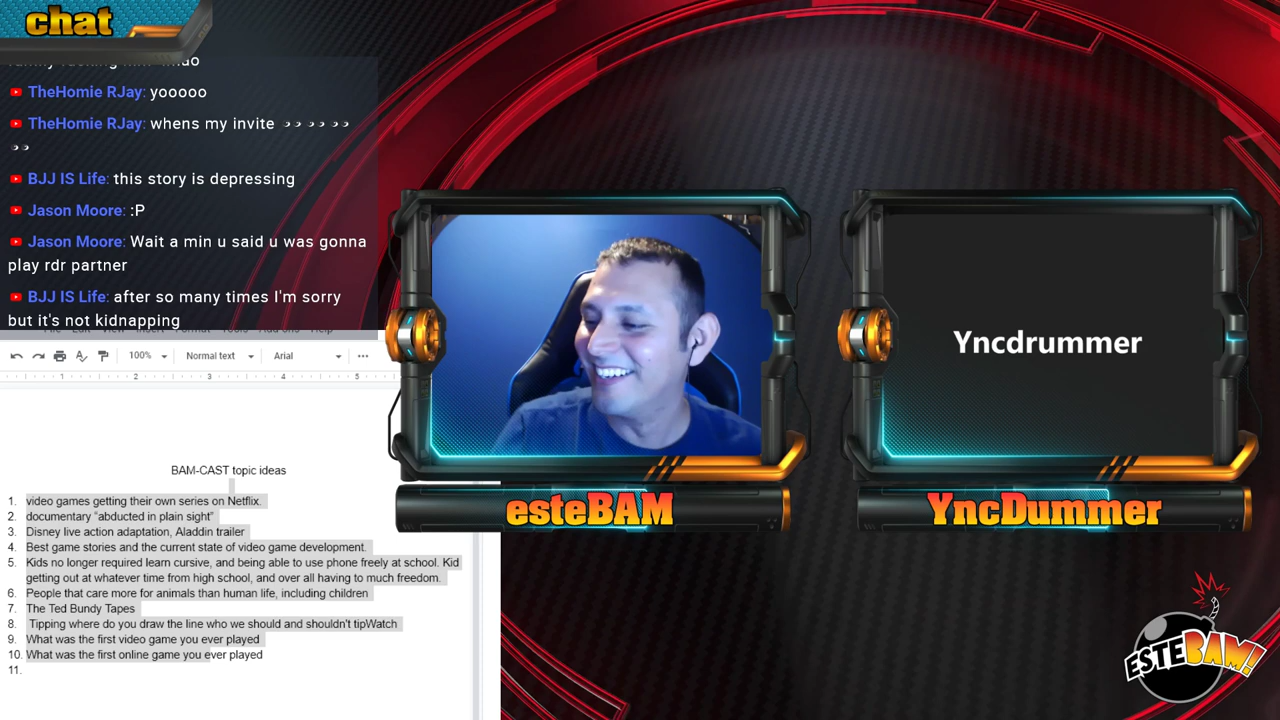 chat
TheHomie RJay: yooooo
TheHomie RJay: whens my invite
BJJ IS Life: this story is depressing
Jason Moore: :P
Jason Moore: Wait a min u said u was gonna
play rdr partner
BJJ IS Life: after so many times I'm sorry
but it's not kidnapping
100% Normal text Arial
1 2 3 4 5
BAM-CAST topic ideas
1. video games getting their own series on Netflix.
2. documentary "abducted in plain sight"
3. Disney live action adaptation, Aladdin trailer
4. Best game stories and the current state of video game development.
5. Kids no longer required learn cursive, and being able to use phone freely at school. Kid
getting out at whatever time from high school, and over all having to much freedom.
6. People that care more for animals than human life, including children
7. The Ted Bundy Tapes
8. Tipping where do you draw the line who we should and shouldn't tipWatch
9. What was the first video game you ever played
10. What was the first online game you ever played
11.
esteBAM
Yncdrummer
YncDummer
ESTEBAM!